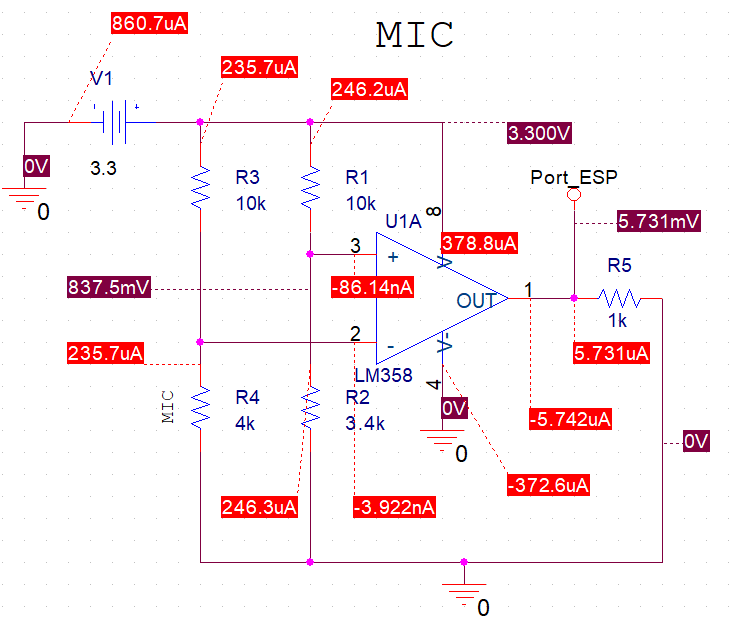 860.7uA
MIC
235.7uA
V1
246.2uA
3.300V
0V
3.3
R3
R1
Port_ESP
10k
10k
0
8
U1A
5.731mV
3
+
378.8uA
V+
R5
837.5mV
-86.14nA
OUT
1
1k
2
-
V-
235.7uA
5.731uA
LM358
4
MIC
R4
R2
0V
4k
3.4k
-5.742uA
0V
0
-372.6uA
246.3uA
-3.922nA
0